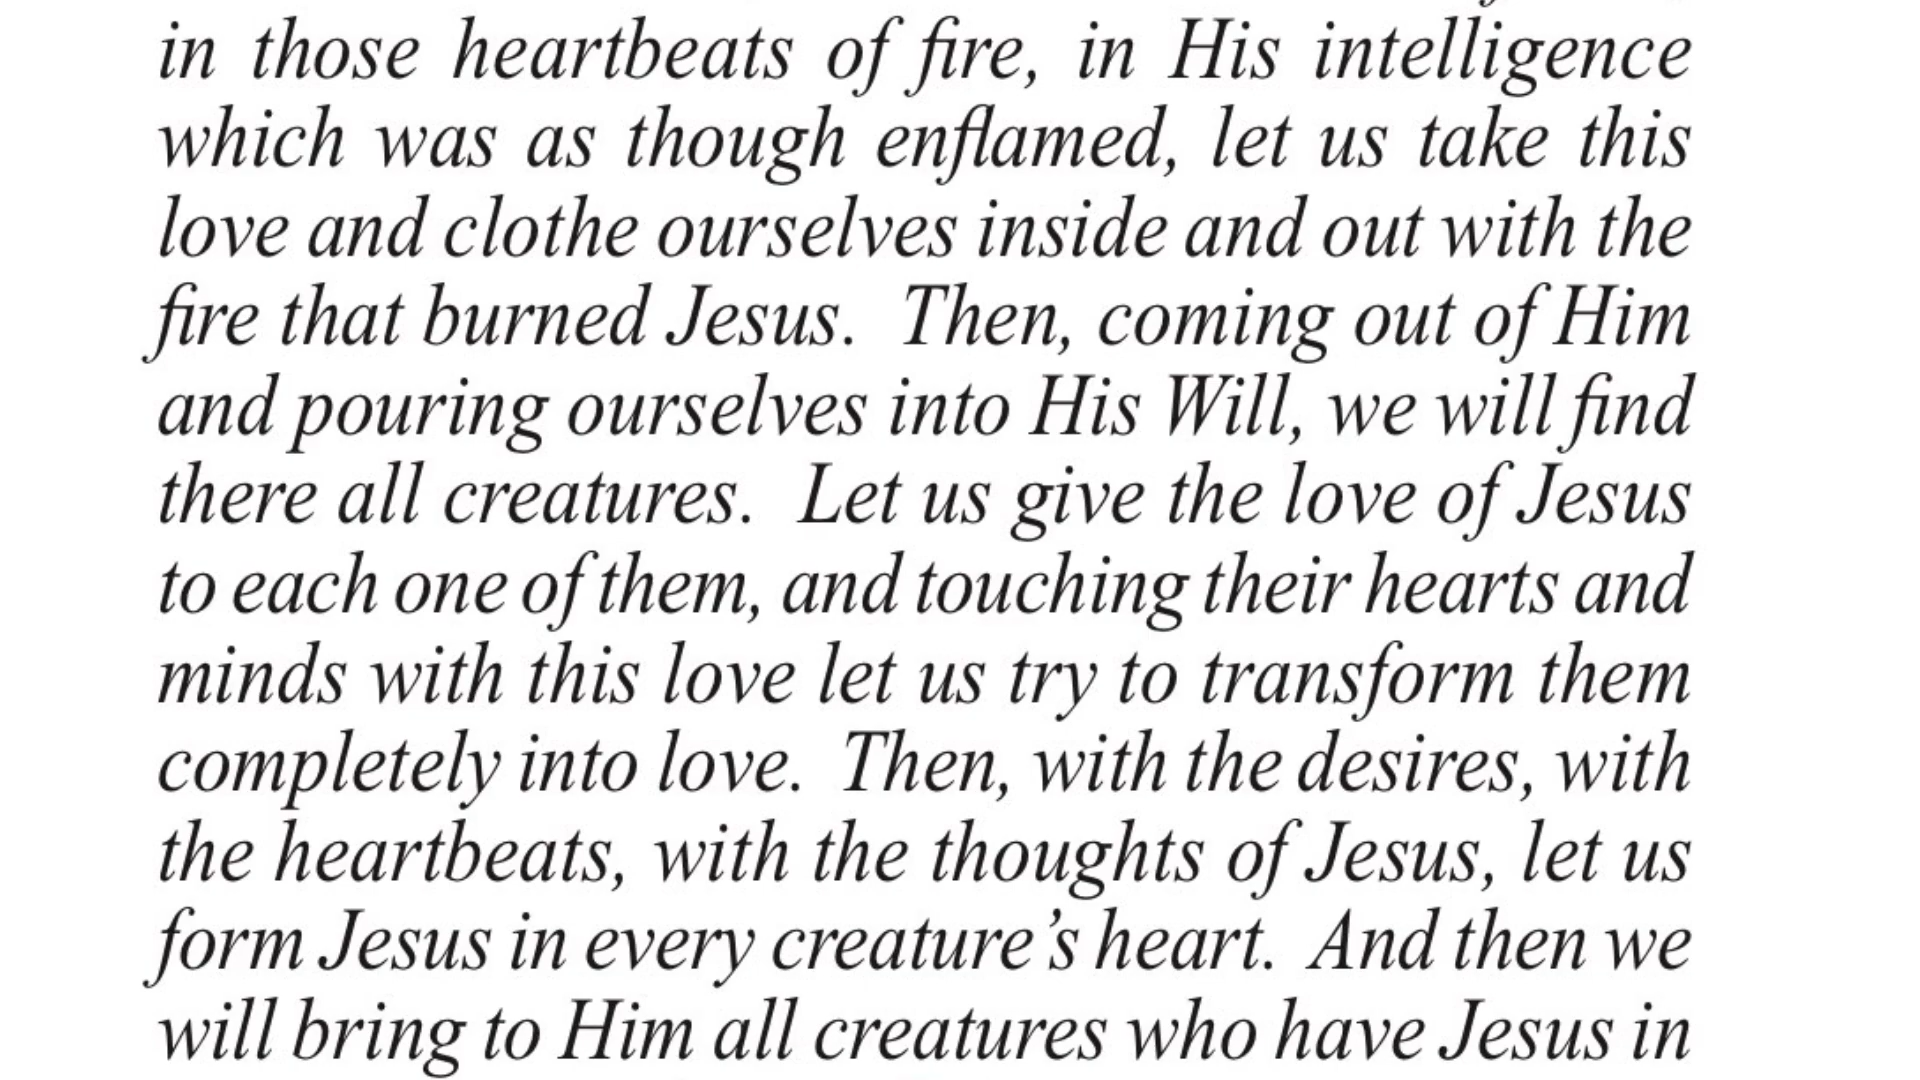 in those heartbeats of fire, in His intelligence
which was as though enflamed, let us take this
love and clothe ourselves inside and out with the
fire that burned Jesus. Then, coming out of Him
and pouring ourselves into His Will, we will find
there all creatures. Let us give the love of Jesus
to each one of them, and touching their hearts and
minds with this love let us try to transform them
completely into love. Then, with the desires, with
the heartbeats, with the thoughts of Jesus, let us
form Jesus in every creature’s heart. And then we
will bring to Him all creatures who have Jesus in